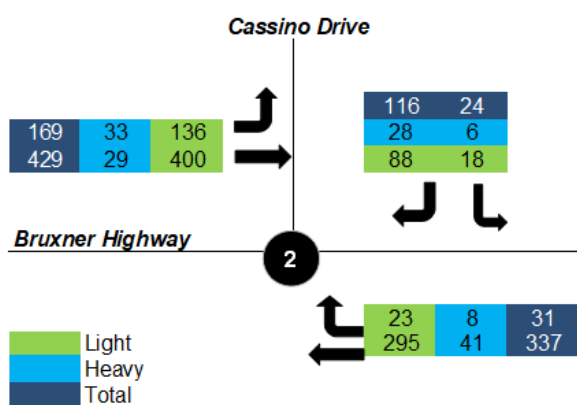 Cassino Drive
169 33 136
429 29 400
116 24
28 6
88 18
Bruxner Highway
2
23 8 31
295 41 337
Light
Heavy
Total